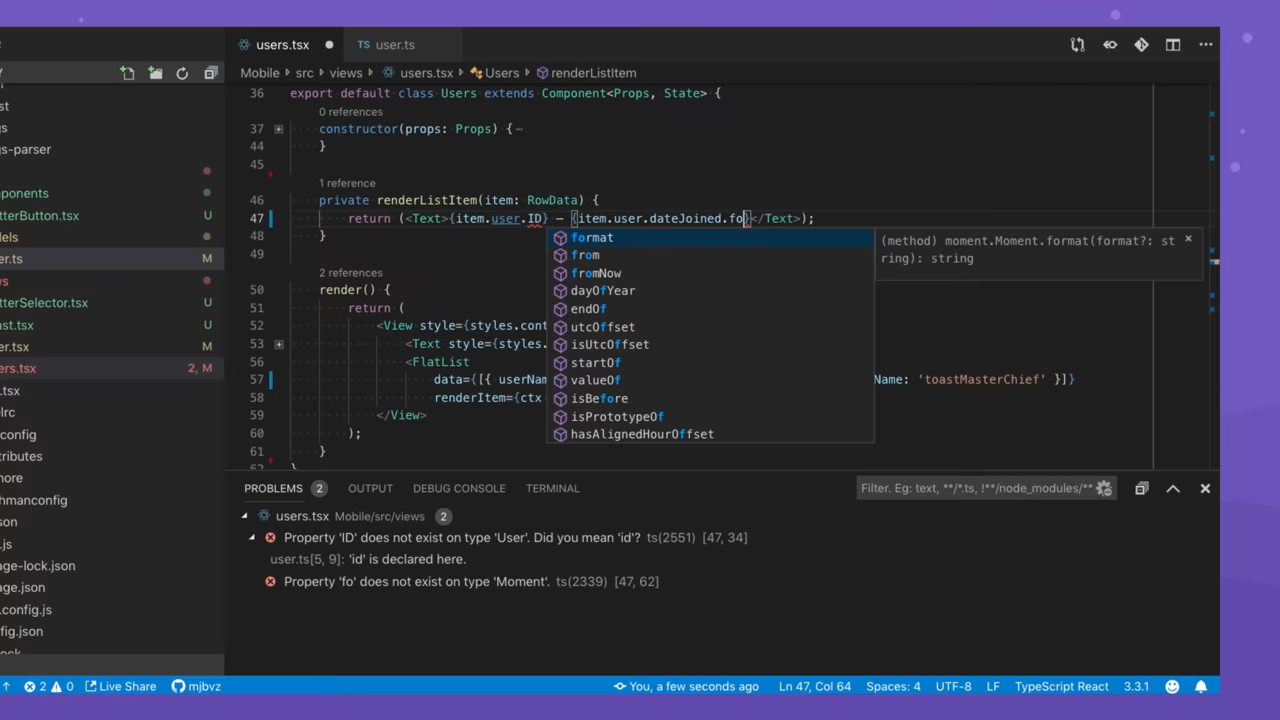 users.tsx
TS user.ts
Y
Mobile › src › views › users.tsx › Users › renderListItem
st
gs
gs-parser
ponents
tterButton.tsx U
dels
er.ts M
ws
tterSelector.tsx U
ast.tsx U
er.tsx M
ers.tsx 2, M
.tsx
lrc
config
tributes
nore
hmanconfig
son
.js
age-lock.json
age.json
.config.js
fig.json
lock
36 export default class Users extends Component<Props, State> {
0 references
37 constructor(props: Props) {
44 }
45
1 reference
46 private renderListItem(item: RowData) {
47 return (<Text>{item.user.ID} – {item.user.dateJoined.fo}</Text>);
48 }
49
2 references
50 render() {
51 return (
52 <View style={styles.cont
53 <Text style={styles.
56 <FlatList
57 data={[{ userNam Name: 'toastMasterChief' }]}
58 renderItem={ctx
59 </View>
60 );
61 }
62 }
format
from
fromNow
dayOfYear
endOf
utcOffset
isUtcOffset
startOf
valueOf
isBefore
isPrototypeOf
hasAlignedHourOffset
(method) moment.Moment.format(format?: st
ring): string
PROBLEMS 2 OUTPUT DEBUG CONSOLE TERMINAL
Filter. Eg: text, **/*.ts, !**/node_modules/**
users.tsx Mobile/src/views 2
Property 'ID' does not exist on type 'User'. Did you mean 'id'? ts(2551) [47, 34]
user.ts[5, 9]: 'id' is declared here.
Property 'fo' does not exist on type 'Moment'. ts(2339) [47, 62]
2 0 Live Share mjbvz
You, a few seconds ago Ln 47, Col 64 Spaces: 4 UTF-8 LF TypeScript React 3.3.1